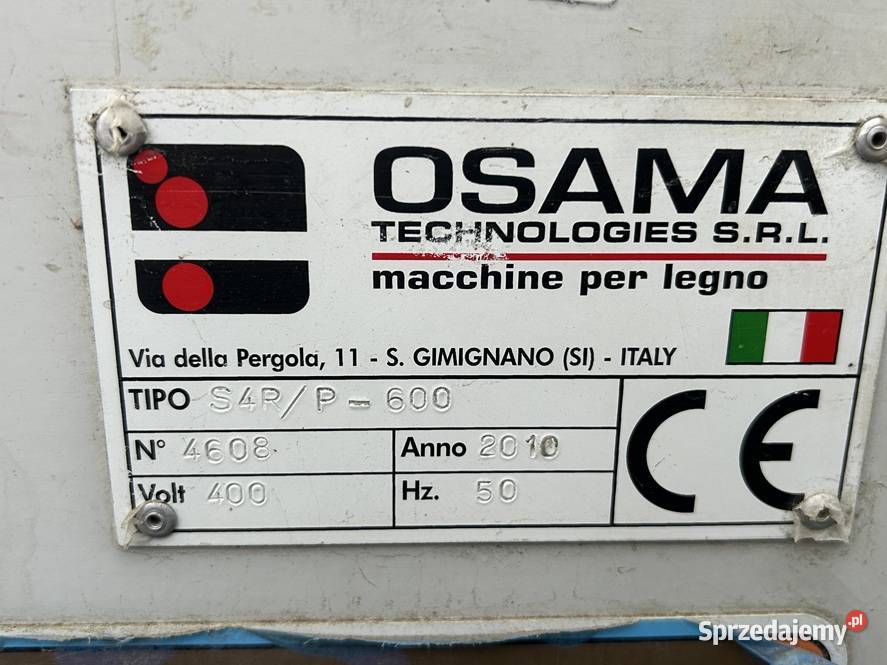 OSAMA
TECHNOLOGIES S.R.L.
macchine per legno
Via della Pergola, 11 - S. GIMIGNANO (SI) - ITALY
TIPO S4R/P-600
N° 4608 Anno 2010
Volt 400 Hz. 50
CE
Sprzedajemy.pl